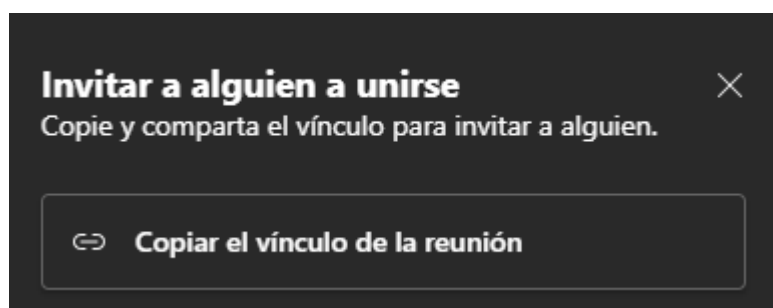 Invitar a alguien a unirse
Copie y comparta el vínculo para invitar a alguien.
Copiar el vínculo de la reunión